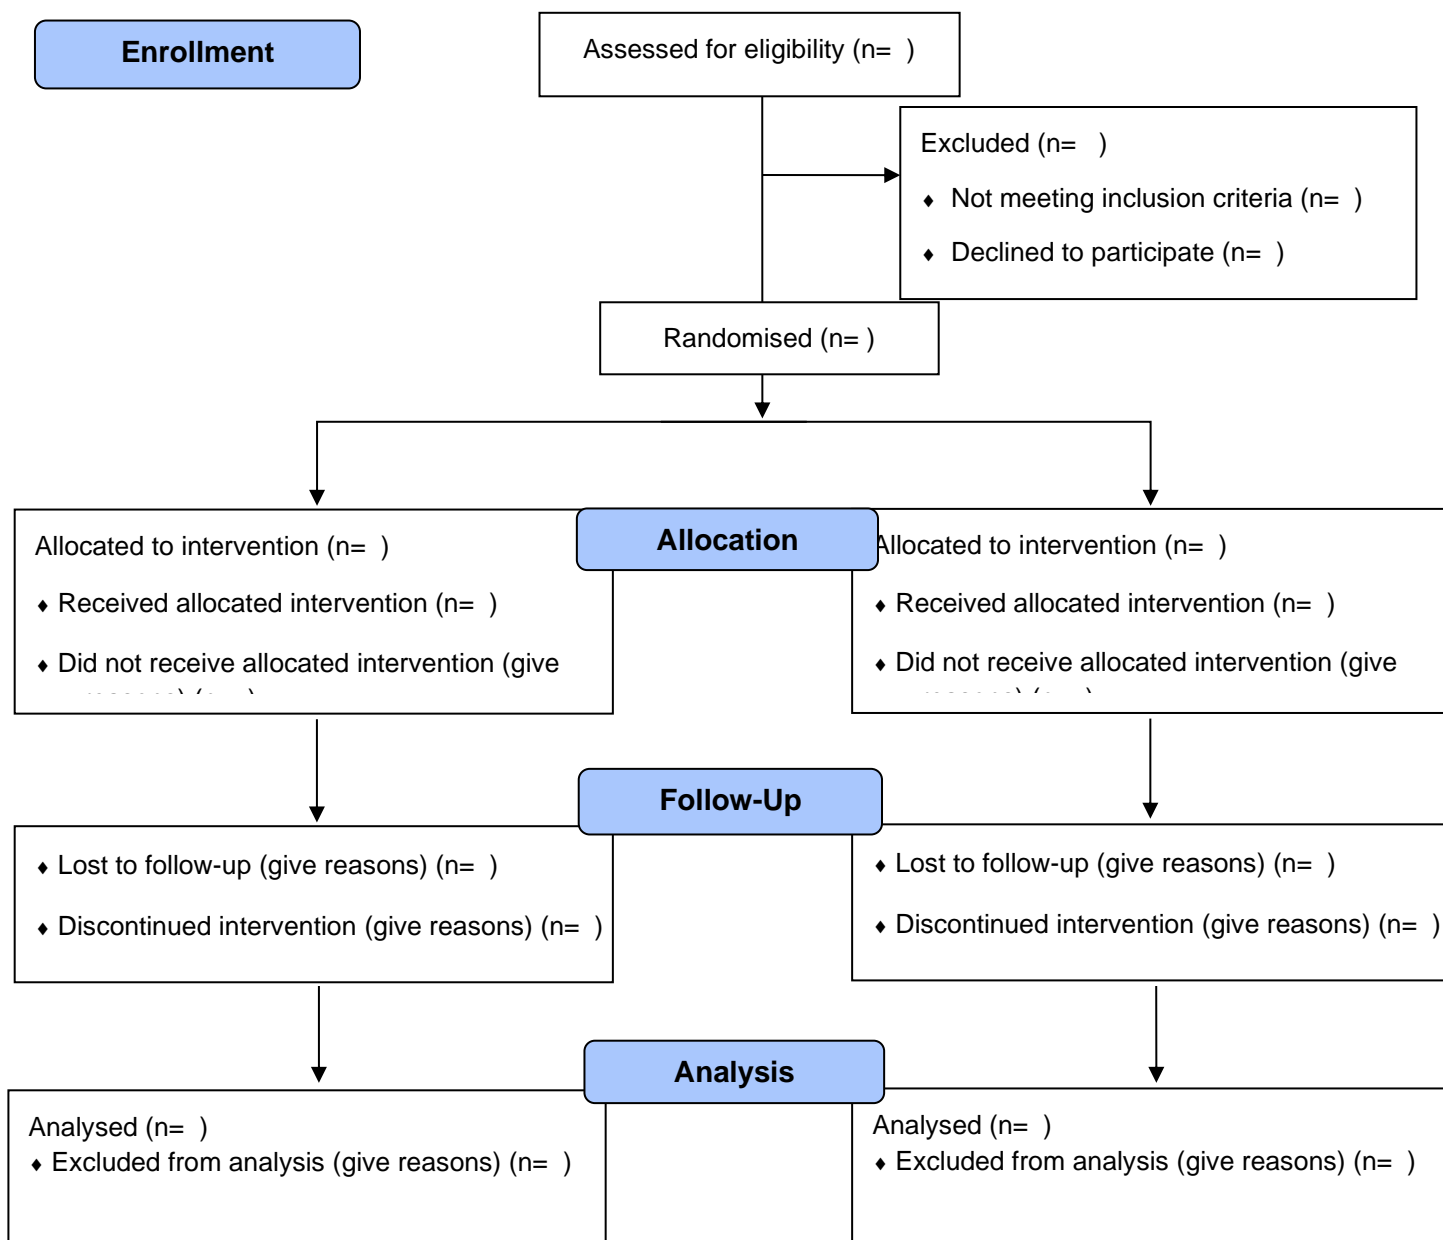 Enrollment
Assessed for eligibility (n=  )
Excluded (n=   )
♦ Not meeting inclusion criteria (n=  )
♦ Declined to participate (n=  )
Randomised (n= )
Allocation
Allocated to intervention (n=  )
♦ Received allocated intervention (n=  )
♦ Did not receive allocated intervention (give
reasons) (n=  )
Allocated to intervention (n=  )
♦ Received allocated intervention (n=  )
♦ Did not receive allocated intervention (give
reasons) (n=  )
Follow-Up
♦ Lost to follow-up (give reasons) (n=  )
♦ Discontinued intervention (give reasons) (n=  )
♦ Lost to follow-up (give reasons) (n=  )
♦ Discontinued intervention (give reasons) (n=  )
Analysis
Analysed (n=  )
♦ Excluded from analysis (give reasons) (n=  )
Analysed (n=  )
♦ Excluded from analysis (give reasons) (n=  )